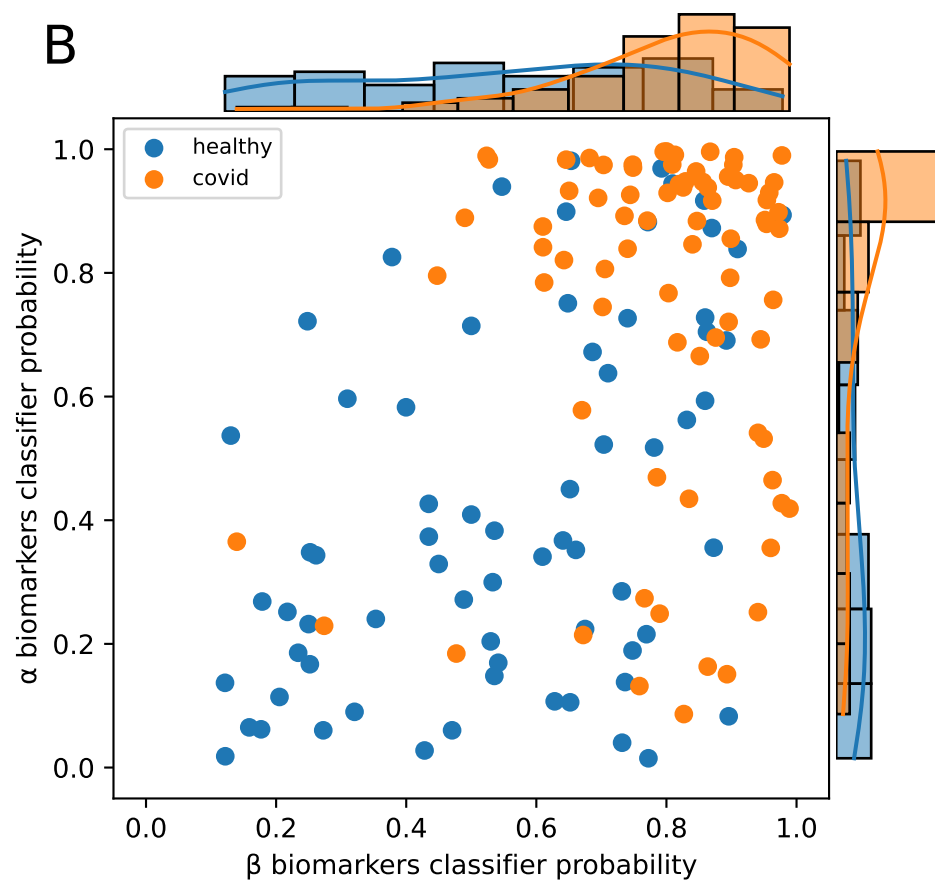 B
healthy
covid
1.0
0.8
0.6
0.4
0.2
0.0
α biomarkers classifier probability
0.0 0.2 0.4 0.6 0.8 1.0
β biomarkers classifier probability